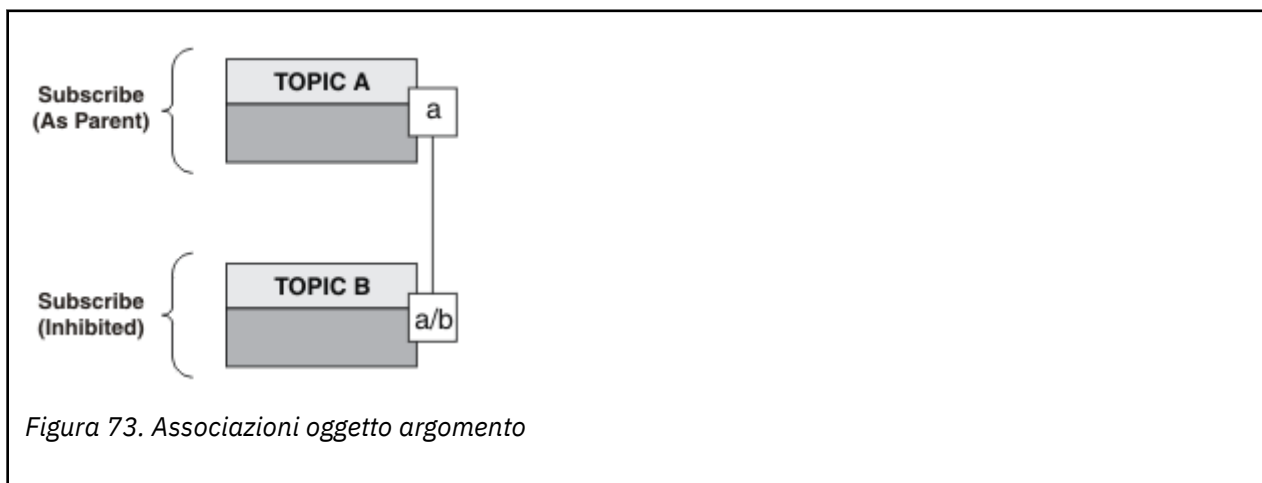 Subscribe
(As Parent)
TOPIC A
a
Subscribe
(Inhibited)
TOPIC B
a/b
Figura 73. Associazioni oggetto argomento